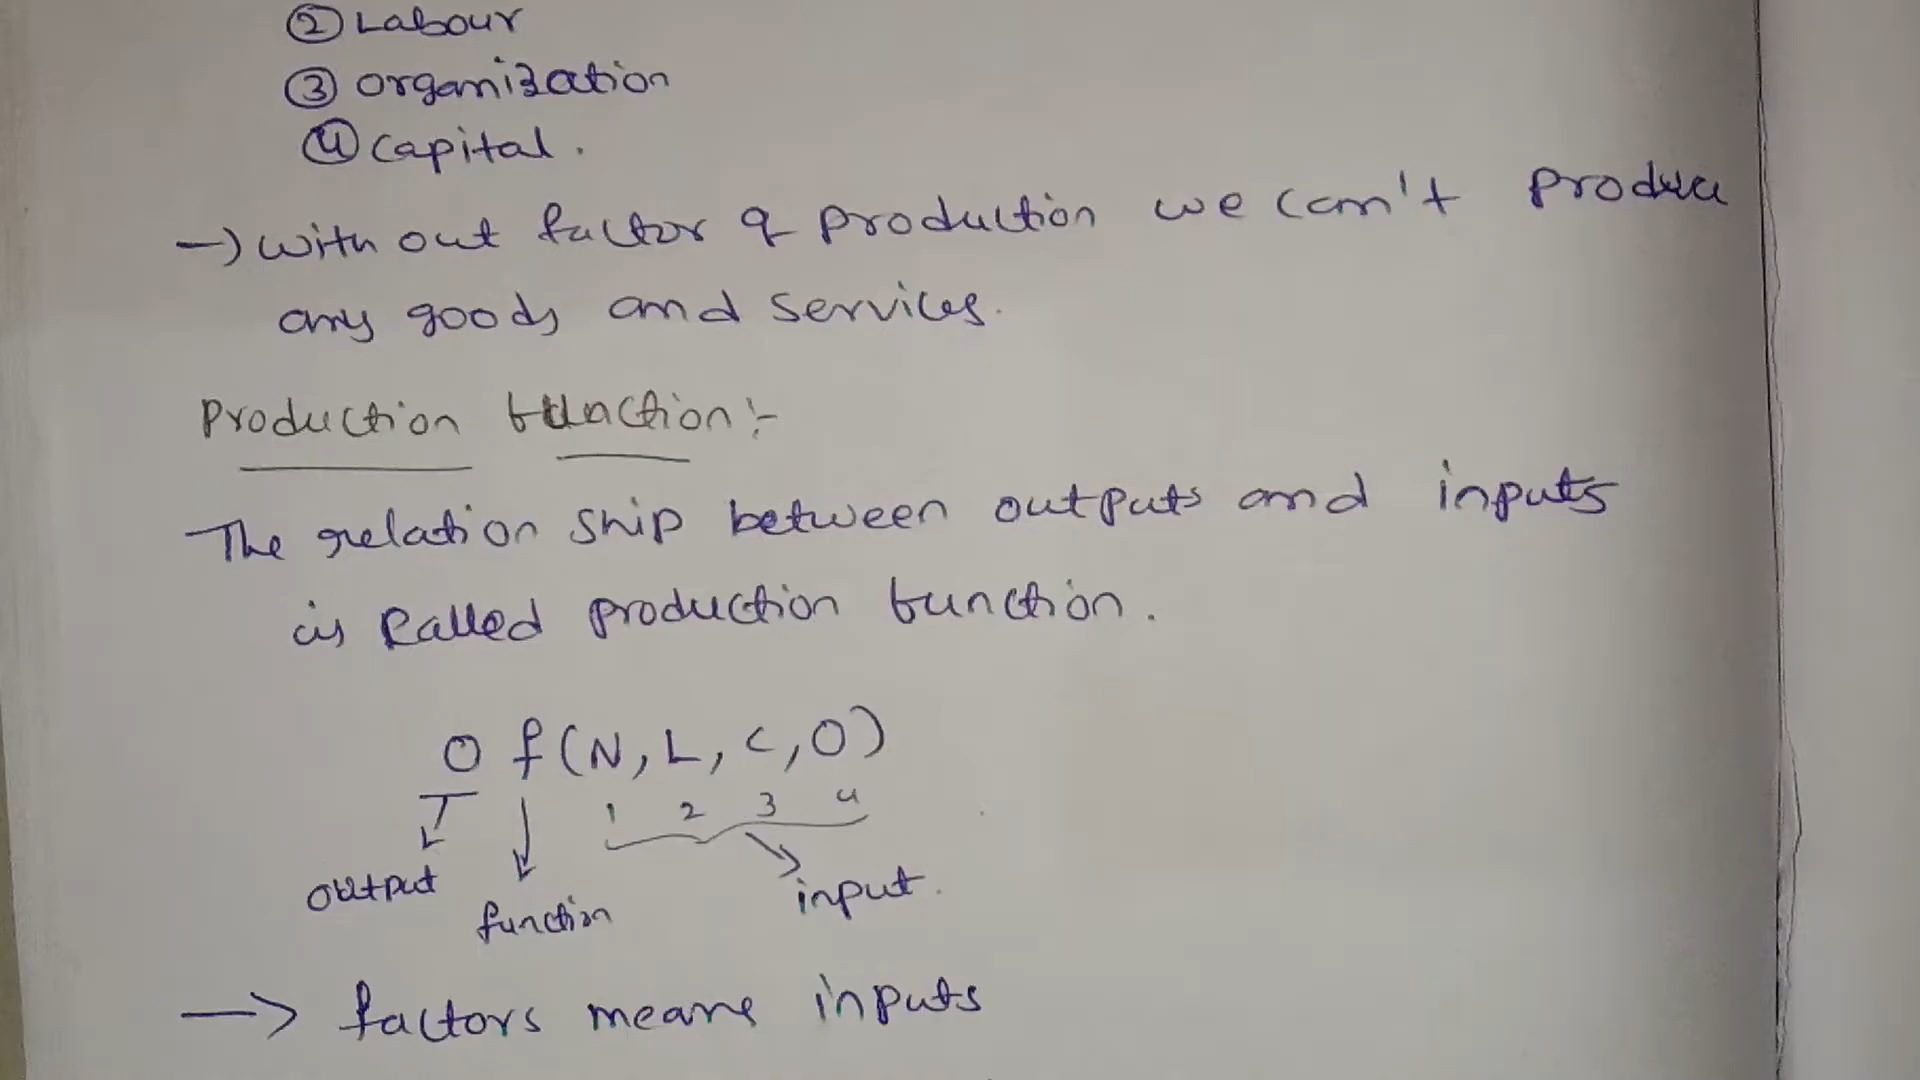 ② Labour
③ organization
④ capital.
→ with out factor of production we can't produce
any goods and services.
Production function :-
The relation ship between outputs and inputs
is called production function.
O f(N, L, C, O)
1 2 3 4
output
function
input.
→ factors means inputs